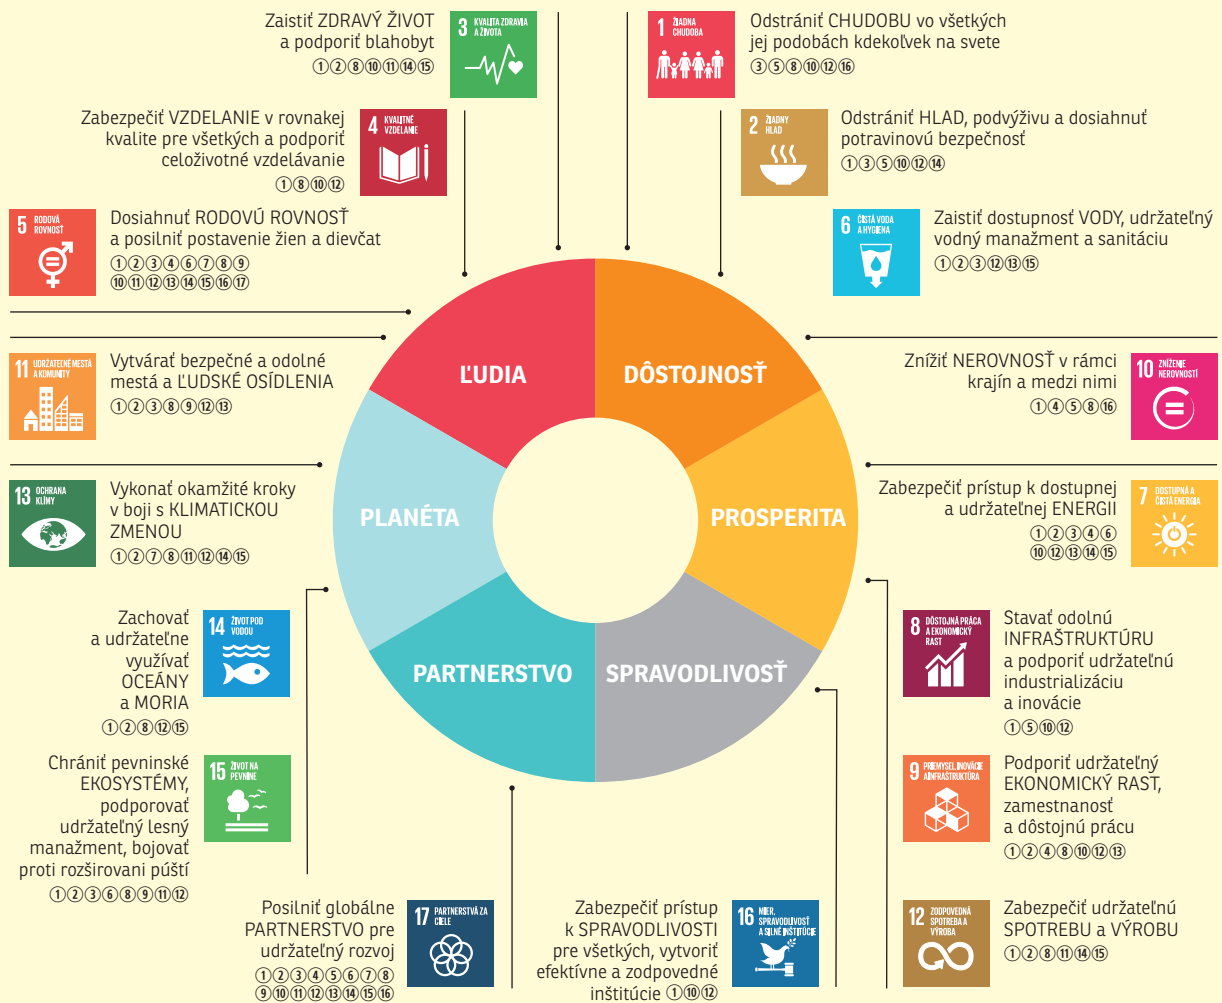 Zaistiť ZDRAVÝ ŽIVOT
a podporiť blahobyt
①②⑧⑩⑪⑭⑮
3 KVALITA ZDRAVIA
A ŽIVOTA
1 ŽIADNA
CHUDOBA
Odstrániť CHUDOBU vo všetkých
jej podobách kdekoľvek na svete
③⑤⑧⑩⑫⑯
Zabezpečiť VZDELANIE v rovnakej
kvalite pre všetkých a podporiť
celoživotné vzdelávanie
①⑧⑩⑫
4 KVALITNÉ
VZDELANIE
2 ŽIADNY
HLAD
Odstrániť HLAD, podvýživu a dosiahnuť
potravinovú bezpečnosť
①③⑤⑩⑫⑭
5 RODOVÁ
ROVNOSŤ
Dosiahnuť RODOVÚ ROVNOSŤ
a posilniť postavenie žien a dievčat
①②③④⑥⑦⑧⑨
⑩⑪⑫⑬⑭⑮⑯⑰
6 ČISTÁ VODA
A HYGIENA
Zaistiť dostupnosť VODY, udržateľný
vodný manažment a sanitáciu
①②③⑫⑬⑮
11 UDRŽATEĽNÉ MESTÁ
A KOMUNITY
Vytvárať bezpečné a odolné
mestá a ĽUDSKÉ OSÍDLENIA
①②③⑧⑨⑫⑬
Znížiť NEROVNOSŤ v rámci
krajín a medzi nimi
①④⑤⑧⑯
10 ZNÍŽENIE
NEROVNOSTÍ
13 OCHRANA
KLÍMY
Vykonať okamžité kroky
v boji s KLIMATICKOU
ZMENOU
①②⑦⑧⑪⑫⑭⑮
Zabezpečiť prístup k dostupnej
a udržateľnej ENERGII
①②③④⑥
⑩⑫⑬⑭⑮
7 DOSTUPNÁ A
ČISTÁ ENERGIA
ĽUDIA
DÔSTOJNOSŤ
PLANÉTA
PROSPERITA
PARTNERSTVO
SPRAVODLIVOSŤ
Zachovať
a udržateľne
využívať
OCEÁNY
a MORIA
①②⑧⑫⑮
14 ŽIVOT POD
VODOU
8 DÔSTOJNÁ PRÁCA
A EKONOMICKÝ
RAST
Stavať odolnú
INFRAŠTRUKTÚRU
a podporiť udržateľnú
industrializáciu
a inovácie
①⑤⑩⑫
Chrániť pevninské
EKOSYSTÉMY,
podporovať
udržateľný lesný
manažment, bojovať
proti rozširovani púští
①②③⑥⑧⑨⑪⑫
15 ŽIVOT NA
PEVNINE
9 PRIEMYSEL, INOVÁCIE
A INFRAŠTRUKTÚRA
Podporiť udržateľný
EKONOMICKÝ RAST,
zamestnanosť
a dôstojnú prácu
①②④⑧⑩⑫⑬
Posilniť globálne
PARTNERSTVO pre
udržateľný rozvoj
①②③④⑤⑥⑦⑧
⑨⑩⑪⑫⑬⑭⑮⑯
17 PARTNERSTVÁ ZA
CIELE
Zabezpečiť prístup
k SPRAVODLIVOSTI
pre všetkých, vytvoriť
efektívne a zodpovedné
inštitúcie ①⑩⑫
16 MIER,
SPRAVODLIVOSŤ
A SILNÉ INŠTITÚCIE
12 ZODPOVEDNÁ
SPOTREBA A
VÝROBA
Zabezpečiť udržateľnú
SPOTREBU a VÝROBU
①②⑧⑪⑭⑮